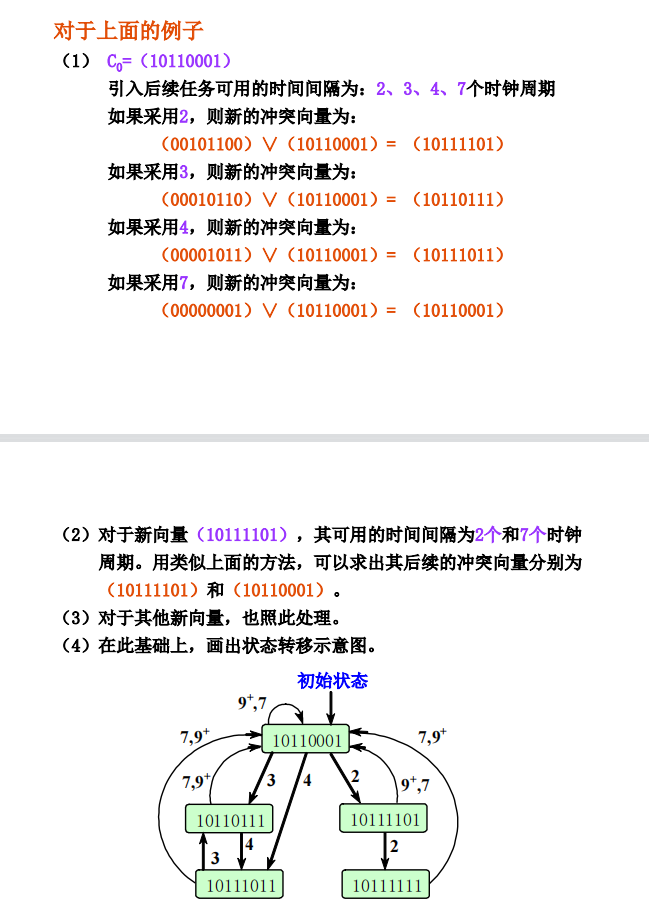 对于上面的例子
（1） C₀=（10110001）
引入后续任务可用的时间间隔为：2、3、4、7个时钟周期
如果采用2，则新的冲突向量为：
（00101100）∨（10110001）= （10111101）
如果采用3，则新的冲突向量为：
（00010110）∨（10110001）= （10110111）
如果采用4，则新的冲突向量为：
（00001011）∨（10110001）= （10111011）
如果采用7，则新的冲突向量为：
（00000001）∨（10110001）= （10110001）
（2）对于新向量（10111101），其可用的时间间隔为2个和7个时钟
周期。用类似上面的方法，可以求出其后续的冲突向量分别为
（10111101）和（10110001）。
（3）对于其他新向量，也照此处理。
（4）在此基础上，画出状态转移示意图。
初始状态
9⁺,7
7,9⁺
10110001
7,9⁺
7,9⁺
3
4
2
9⁺,7
10110111
10111101
4
2
3
10111011
10111111